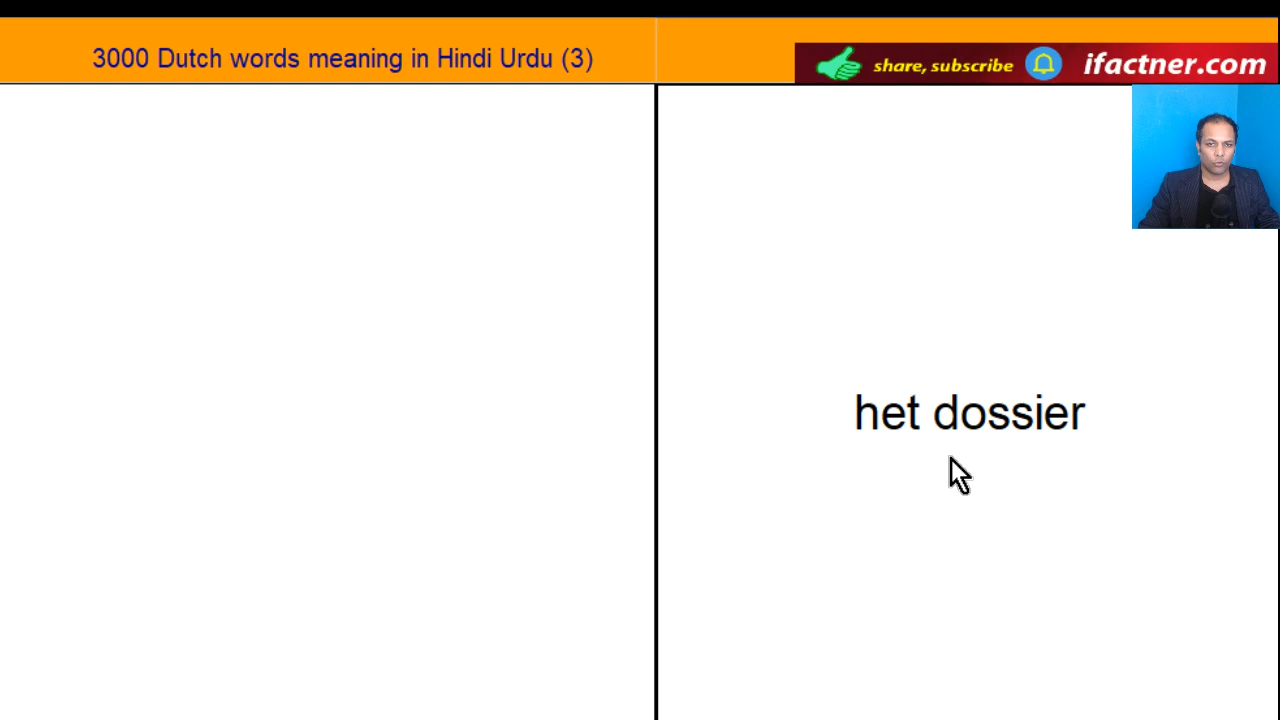 3000 Dutch words meaning in Hindi Urdu (3)
share, subscribe
ifactner.com
het dossier